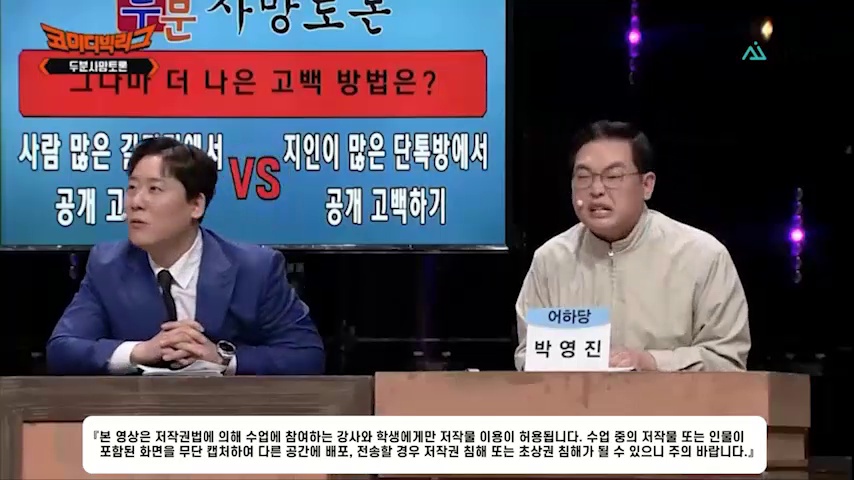 코미디빅리그
두분사망토론
두분 사망토론
그나마 더 나은 고백 방법은?
사람 많은
에서
공개 고
VS
지인이 많은 단톡방에서
공개 고백하기
어하당
박영진
『본 영상은 저작권법에 의해 수업에 참여하는 강사와 학생에게만 저작물 이용이 허용됩니다. 수업 중의 저작물 또는 인물이
포함된 화면을 무단 캡처하여 다른 공간에 배포, 전송할 경우 저작권 침해 또는 초상권 침해가 될 수 있으니 주의 바랍니다.』